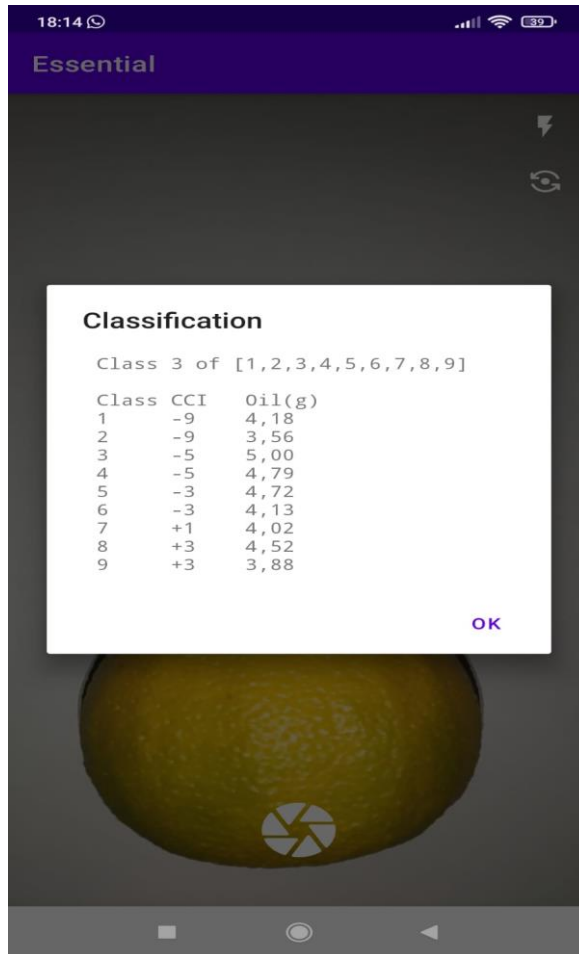 18:14
39
Essential
Classification
Class 3 of [1,2,3,4,5,6,7,8,9]
Class CCI Oil(g)
1 -9 4,18
2 -9 3,56
3 -5 5,00
4 -5 4,79
5 -3 4,72
6 -3 4,13
7 +1 4,02
8 +3 4,52
9 +3 3,88
OK